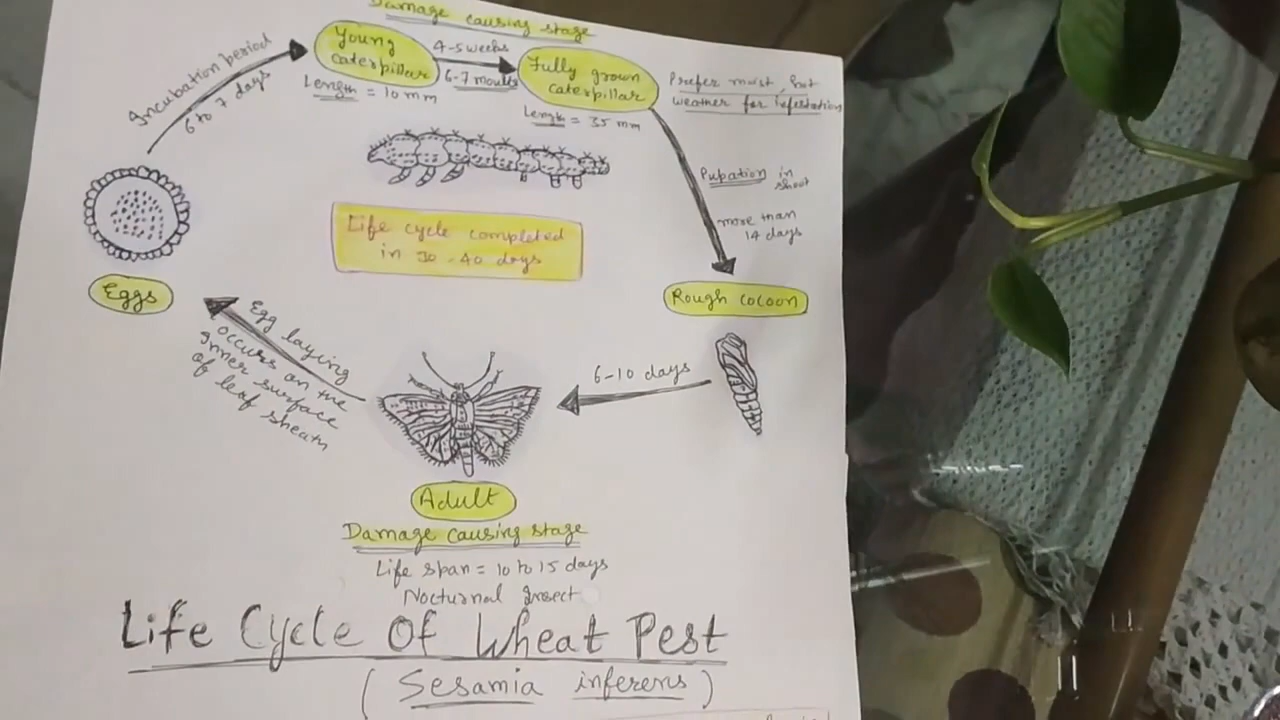 Damage causing stage
Young
caterpillar
Length = 10 mm
4-5 weeks
6-7 moults
Fully grown
caterpillar
Length = 35 mm
Prefer moist, hot
weather for infestation
Incubation period
6 to 7 days
Pupation in
shoot
more than
14 days
Life cycle completed
in 30-40 days
Eggs
Rough cocoon
Egg laying
occurs on the
inner surface
of leaf sheath
6-10 days
Adult
Damage causing stage
Life span = 10 to 15 days
Nocturnal insect
Life Cycle Of Wheat Pest
(Sesamia inferens)